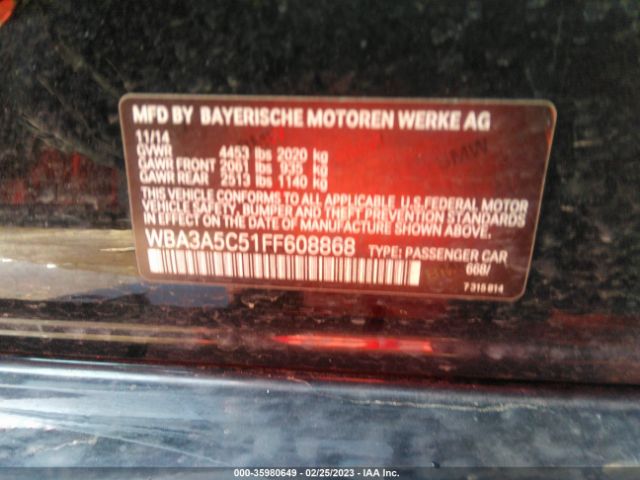 MFD BY BAYERISCHE MOTOREN WERKE AG
11/14
GVWR 4453 lbs 2020 kg
GAWR FRONT 2061 lbs 935 kg
GAWR REAR 2513 lbs 1140 kg
THIS VEHICLE CONFORMS TO ALL APPLICABLE U.S.FEDERAL MOTOR
VEHICLE SAFETY, BUMPER AND THEFT PREVENTION STANDARDS
IN EFFECT ON THE DATE OF MANUFACTURE SHOWN ABOVE.
WBA3A5C51FF608868 TYPE: PASSENGER CAR
668/
7 315 814
000-35980649 - 02/25/2023 - IAA Inc.